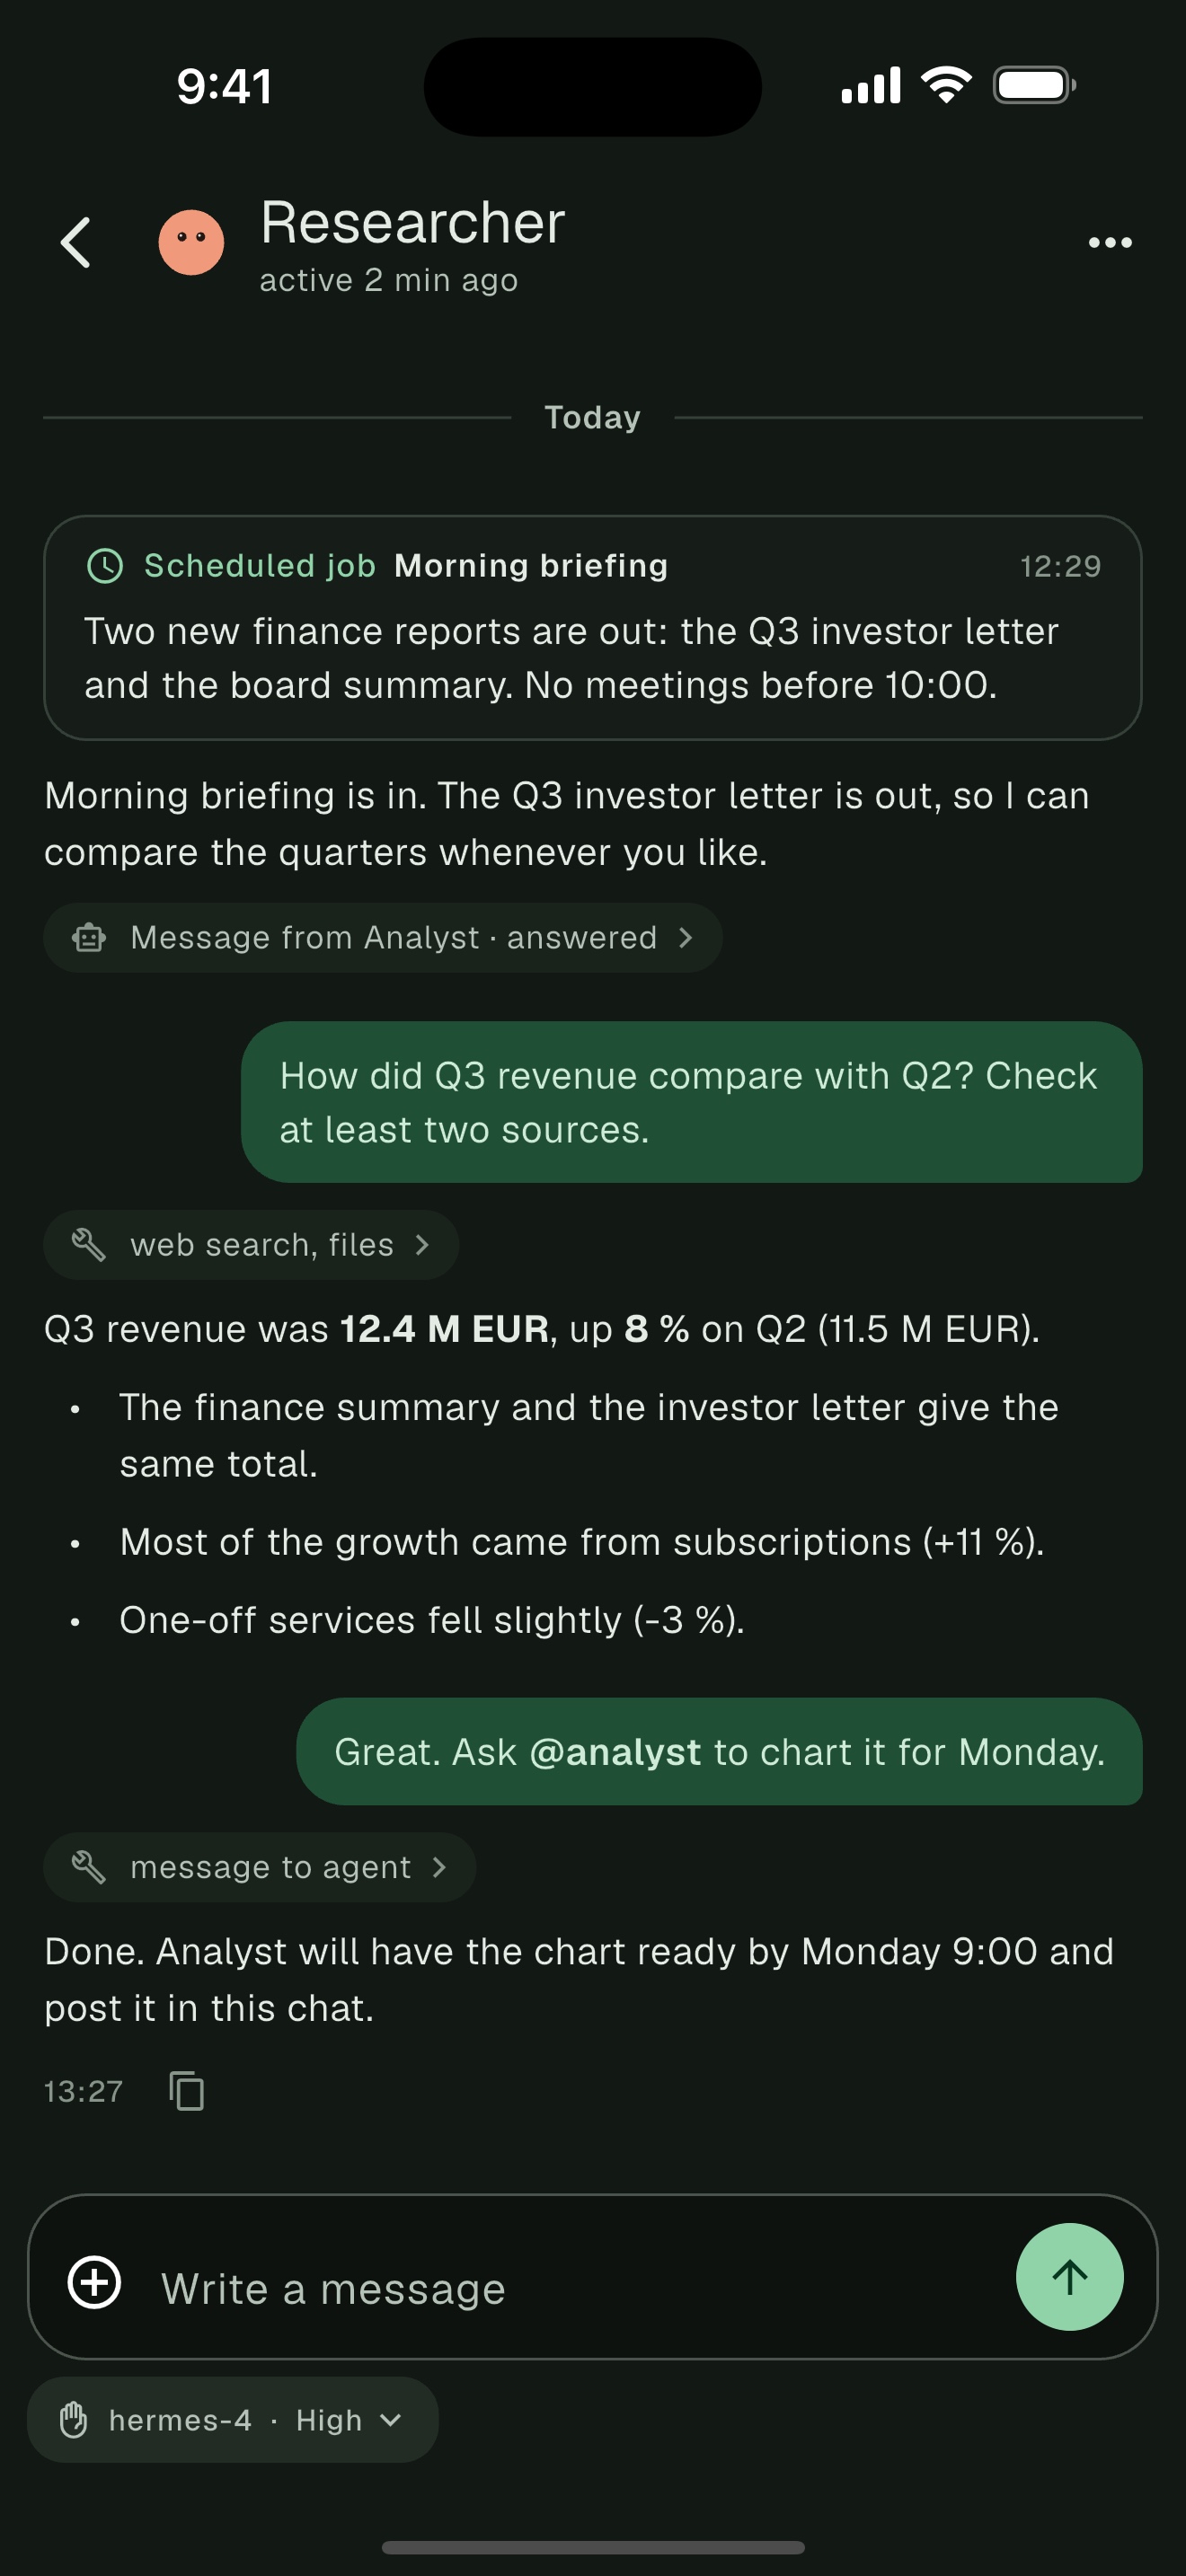 9:41
Researcher
active 2 min ago
Today
Scheduled job Morning briefing 12:29
Two new finance reports are out: the Q3 investor letter
and the board summary. No meetings before 10:00.
Morning briefing is in. The Q3 investor letter is out, so I can
compare the quarters whenever you like.
Message from Analyst · answered
How did Q3 revenue compare with Q2? Check
at least two sources.
web search, files
Q3 revenue was 12.4 M EUR, up 8 % on Q2 (11.5 M EUR).
• The finance summary and the investor letter give the
same total.
• Most of the growth came from subscriptions (+11 %).
• One-off services fell slightly (-3 %).
Great. Ask @analyst to chart it for Monday.
message to agent
Done. Analyst will have the chart ready by Monday 9:00 and
post it in this chat.
13:27
Write a message
hermes-4 · High